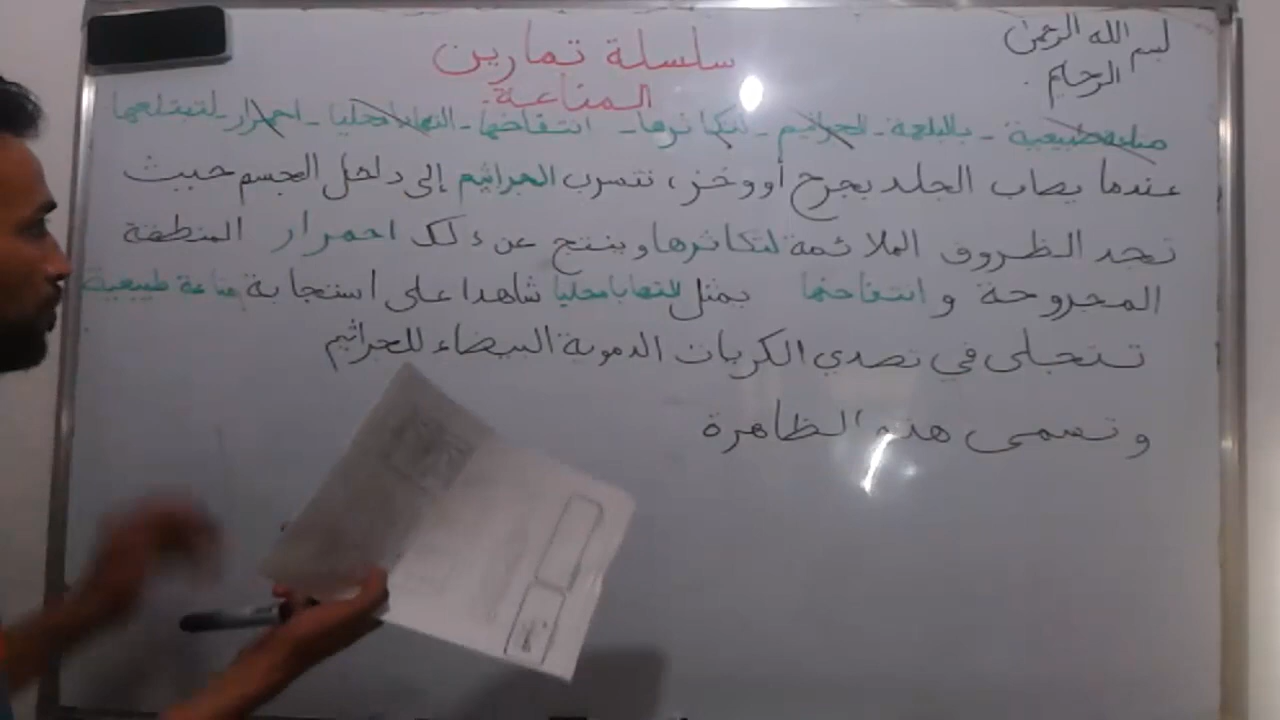 بسم الله الرحمن
الرحيم
سلسلة تمارين
المناعة.
مناعة طبيعية - بالبلعمة - الجراثيم - لتكاثرها - انتفاخها - التهابا محليا - احمرار - لتبتلعها
عندما يصاب الجلد بجرح أو وخز، تتسرب الجراثيم إلى داخل الجسم حيث
تجد الظروف الملائمة لتكاثرها وينتج عن ذلك احمرار المنطقة
المجروحة و انتفاخها يمثل التهابا محليا شاهدا على استجابة مناعة طبيعية
تتجلى في تصدي الكريات الدموية البيضاء للجراثيم
و تسمى هذه الظاهرة